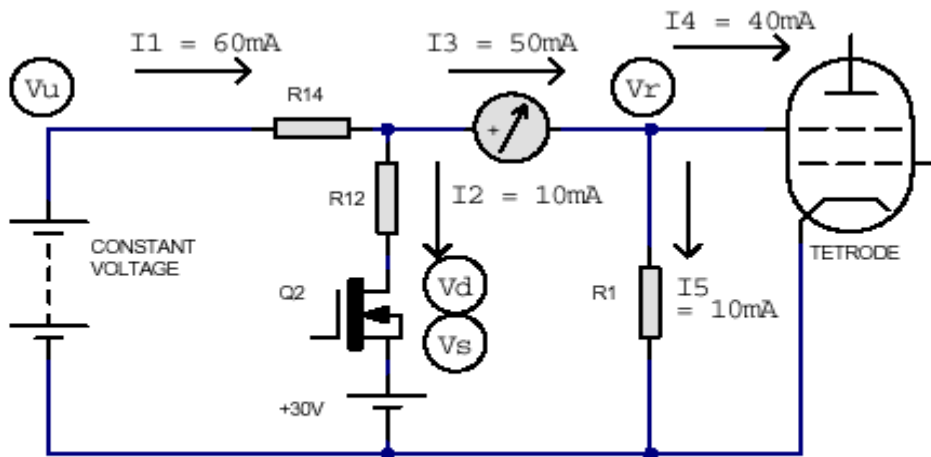 I1 = 60mA
I3 = 50mA
I4 = 40mA
Vu
Vr
R14
+
R12
I2 = 10mA
CONSTANT
VOLTAGE
TETRODE
Q2
Vd
Vs
R1
I5
= 10mA
+30V